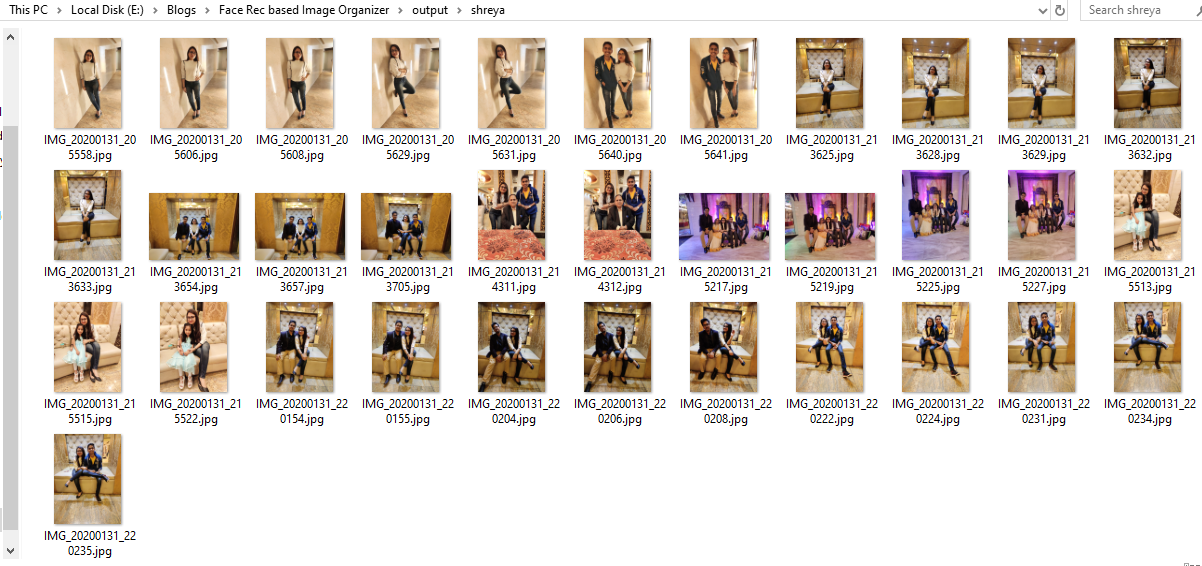 This PC > Local Disk (E:) > Blogs > Face Rec based Image Organizer > output > shreya
Search shreya
IMG_20200131_205558.jpg
IMG_20200131_205606.jpg
IMG_20200131_205608.jpg
IMG_20200131_205629.jpg
IMG_20200131_205631.jpg
IMG_20200131_205640.jpg
IMG_20200131_205641.jpg
IMG_20200131_213625.jpg
IMG_20200131_213628.jpg
IMG_20200131_213629.jpg
IMG_20200131_213632.jpg
IMG_20200131_213633.jpg
IMG_20200131_213654.jpg
IMG_20200131_213657.jpg
IMG_20200131_213705.jpg
IMG_20200131_214311.jpg
IMG_20200131_214312.jpg
IMG_20200131_215217.jpg
IMG_20200131_215219.jpg
IMG_20200131_215225.jpg
IMG_20200131_215227.jpg
IMG_20200131_215513.jpg
IMG_20200131_215515.jpg
IMG_20200131_215522.jpg
IMG_20200131_220154.jpg
IMG_20200131_220155.jpg
IMG_20200131_220204.jpg
IMG_20200131_220206.jpg
IMG_20200131_220208.jpg
IMG_20200131_220222.jpg
IMG_20200131_220224.jpg
IMG_20200131_220231.jpg
IMG_20200131_220234.jpg
IMG_20200131_220235.jpg